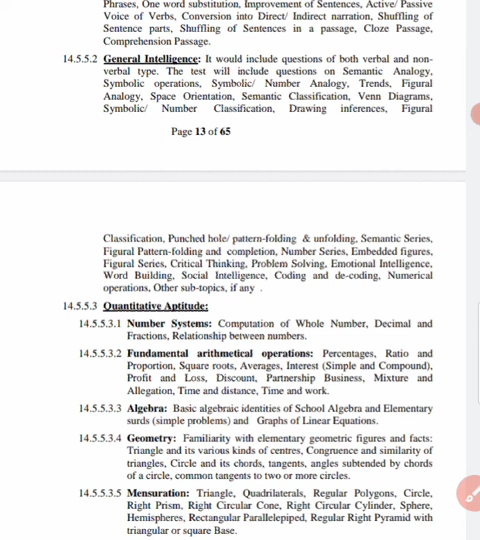 Phrases, One word substitution, Improvement of Sentences, Active/ Passive
Voice of Verbs, Conversion into Direct/ Indirect narration, Shuffling of
Sentence parts, Shuffling of Sentences in a passage, Cloze Passage,
Comprehension Passage.
14.5.5.2 General Intelligence: It would include questions of both verbal and non-
verbal type. The test will include questions on Semantic Analogy,
Symbolic operations, Symbolic/ Number Analogy, Trends, Figural
Analogy, Space Orientation, Semantic Classification, Venn Diagrams,
Symbolic/ Number Classification, Drawing inferences, Figural
Page 13 of 65
Classification, Punched hole/ pattern-folding & unfolding, Semantic Series,
Figural Pattern-folding and completion, Number Series, Embedded figures,
Figural Series, Critical Thinking, Problem Solving, Emotional Intelligence,
Word Building, Social Intelligence, Coding and de-coding, Numerical
operations, Other sub-topics, if any .
14.5.5.3 Quantitative Aptitude:
14.5.5.3.1 Number Systems: Computation of Whole Number, Decimal and
Fractions, Relationship between numbers.
14.5.5.3.2 Fundamental arithmetical operations: Percentages, Ratio and
Proportion, Square roots, Averages, Interest (Simple and Compound),
Profit and Loss, Discount, Partnership Business, Mixture and
Allegation, Time and distance, Time and work.
14.5.5.3.3 Algebra: Basic algebraic identities of School Algebra and Elementary
surds (simple problems) and Graphs of Linear Equations.
14.5.5.3.4 Geometry: Familiarity with elementary geometric figures and facts:
Triangle and its various kinds of centres, Congruence and similarity of
triangles, Circle and its chords, tangents, angles subtended by chords
of a circle, common tangents to two or more circles.
14.5.5.3.5 Mensuration: Triangle, Quadrilaterals, Regular Polygons, Circle,
Right Prism, Right Circular Cone, Right Circular Cylinder, Sphere,
Hemispheres, Rectangular Parallelepiped, Regular Right Pyramid with
triangular or square Base.